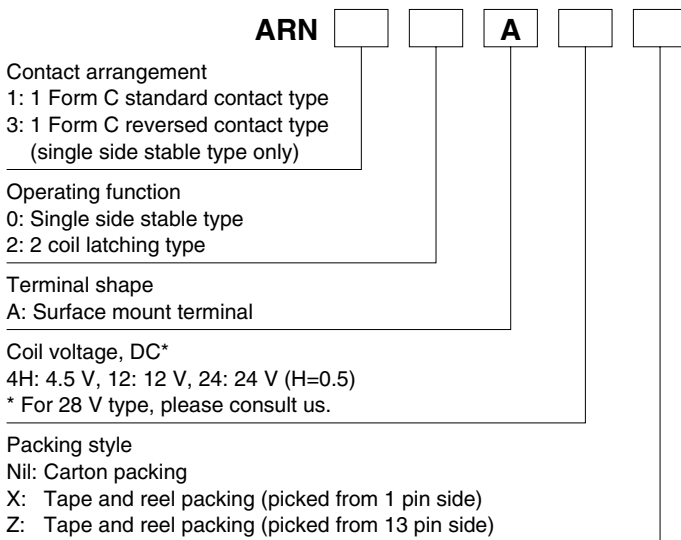 ARN A
Contact arrangement
1: 1 Form C standard contact type
3: 1 Form C reversed contact type
(single side stable type only)
Operating function
0: Single side stable type
2: 2 coil latching type
Terminal shape
A: Surface mount terminal
Coil voltage, DC*
4H: 4.5 V, 12: 12 V, 24: 24 V (H=0.5)
* For 28 V type, please consult us.
Packing style
Nil: Carton packing
X: Tape and reel packing (picked from 1 pin side)
Z: Tape and reel packing (picked from 13 pin side)